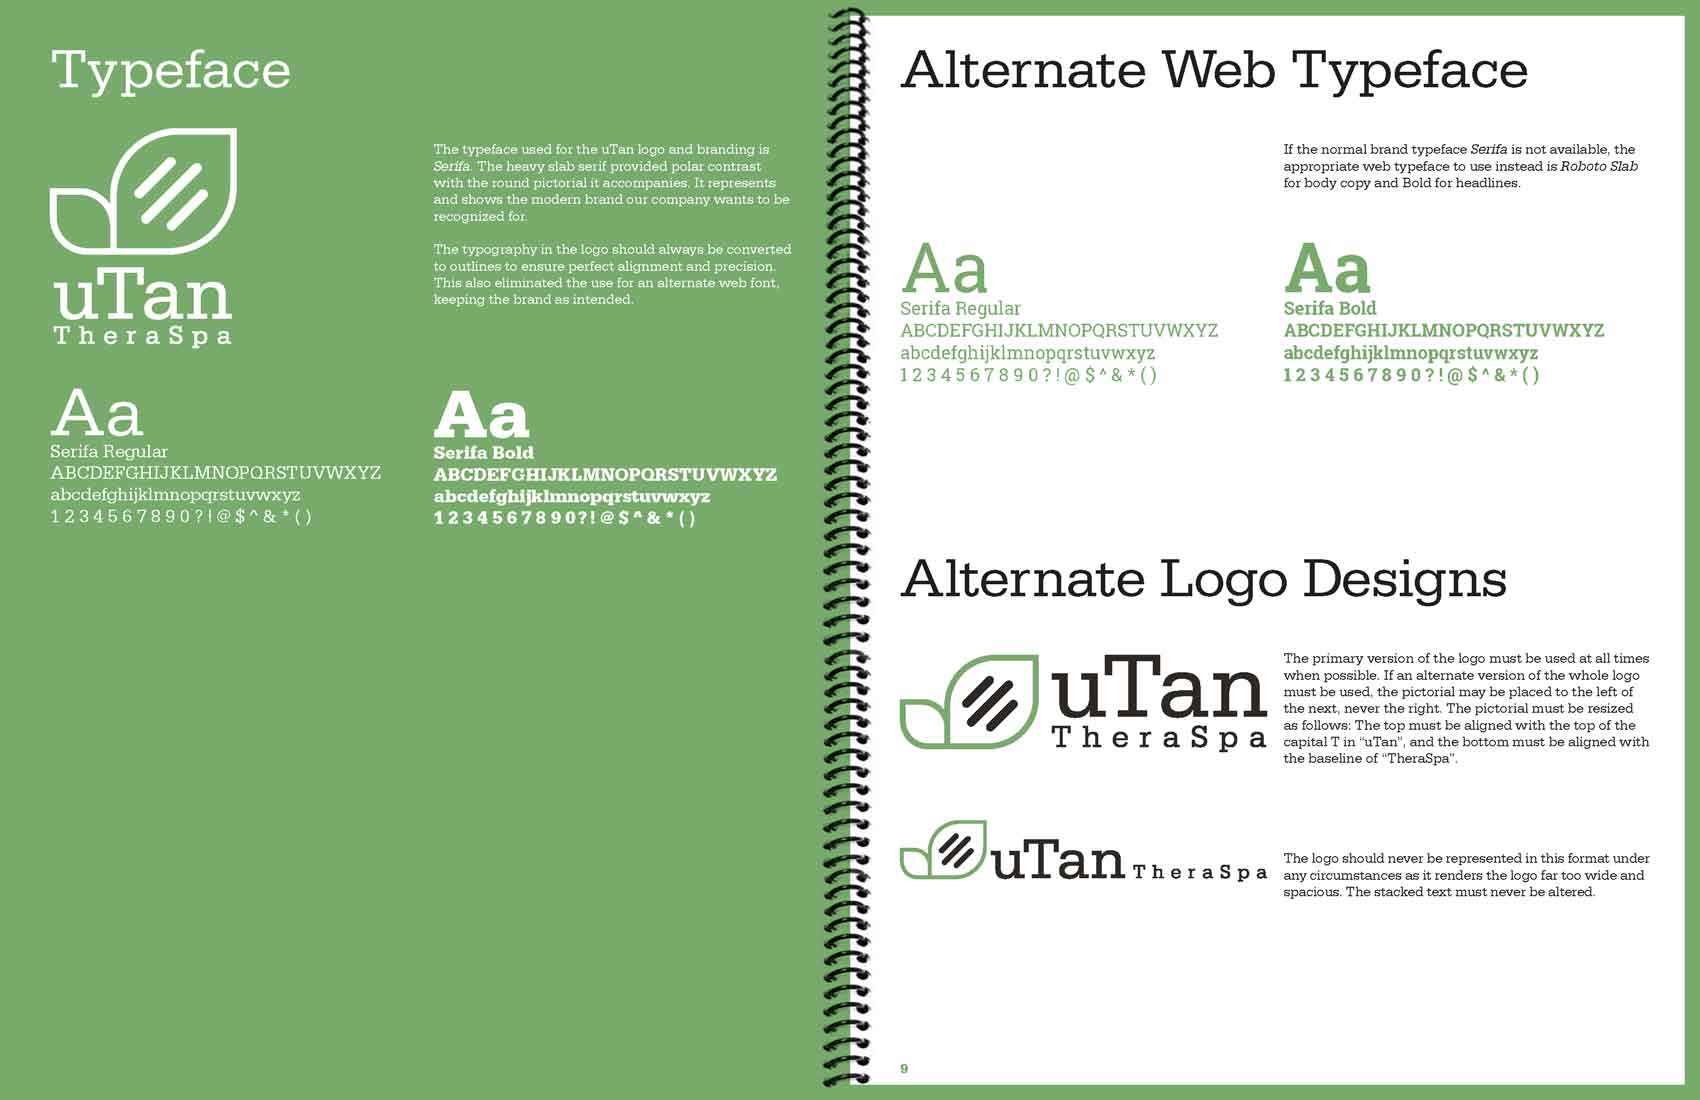 Typeface
uTan
TheraSpa
The typeface used for the uTan logo and branding is
Serifa. The heavy slab serif provided polar contrast
with the round pictorial it accompanies. It represents
and shows the modern brand our company wants to be
recognized for.
The typography in the logo should always be converted
to outlines to ensure perfect alignment and precision.
This also eliminated the use for an alternate web font,
keeping the brand as intended.
Aa
Serifa Regular
ABCDEFGHIJKLMNOPQRSTUVWXYZ
abcdefghijklmnopqrstuvwxyz
1 2 3 4 5 6 7 8 9 0 ? ! @ $ ^ & * ( )
Aa
Serifa Bold
ABCDEFGHIJKLMNOPQRSTUVWXYZ
abcdefghijklmnopqrstuvwxyz
1 2 3 4 5 6 7 8 9 0 ? ! @ $ ^ & * ( )
Alternate Web Typeface
If the normal brand typeface Serifa is not available, the
appropriate web typeface to use instead is Roboto Slab
for body copy and Bold for headlines.
Aa
Serifa Regular
ABCDEFGHIJKLMNOPQRSTUVWXYZ
abcdefghijklmnopqrstuvwxyz
1 2 3 4 5 6 7 8 9 0 ? ! @ $ ^ & * ( )
Aa
Serifa Bold
ABCDEFGHIJKLMNOPQRSTUVWXYZ
abcdefghijklmnopqrstuvwxyz
1 2 3 4 5 6 7 8 9 0 ? ! @ $ ^ & * ( )
Alternate Logo Designs
uTan
TheraSpa
The primary version of the logo must be used at all times
when possible. If an alternate version of the whole logo
must be used, the pictorial may be placed to the left of
the next, never the right. The pictorial must be resized
as follows: The top must be aligned with the top of the
capital T in “uTan”, and the bottom must be aligned with
the baseline of “TheraSpa”.
uTan TheraSpa
The logo should never be represented in this format under
any circumstances as it renders the logo far too wide and
spacious. The stacked text must never be altered.
9